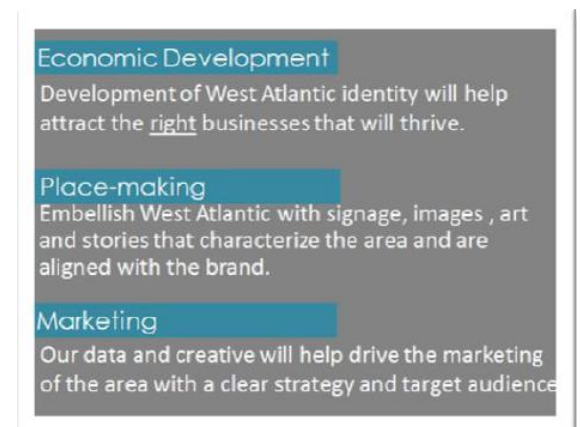 Economic Development
Development of West Atlantic identity will help
attract the right businesses that will thrive.
Place-making
Embellish West Atlantic with signage, images , art
and stories that characterize the area and are
aligned with the brand.
Marketing
Our data and creative will help drive the marketing
of the area with a clear strategy and target audience